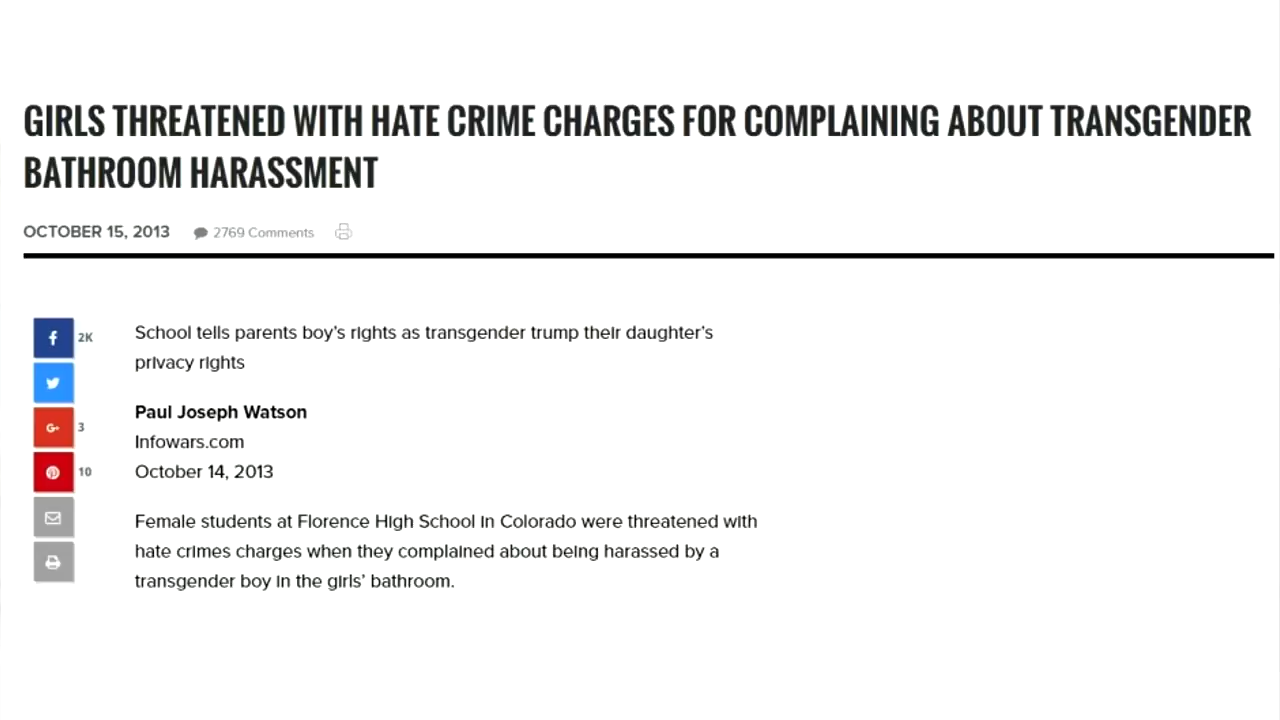 GIRLS THREATENED WITH HATE CRIME CHARGES FOR COMPLAINING ABOUT TRANSGENDER
BATHROOM HARASSMENT
OCTOBER 15, 2013 2769 Comments
2K
3
10
School tells parents boy's rights as transgender trump their daughter's
privacy rights
Paul Joseph Watson
Infowars.com
October 14, 2013
Female students at Florence High School in Colorado were threatened with
hate crimes charges when they complained about being harassed by a
transgender boy in the girls' bathroom.